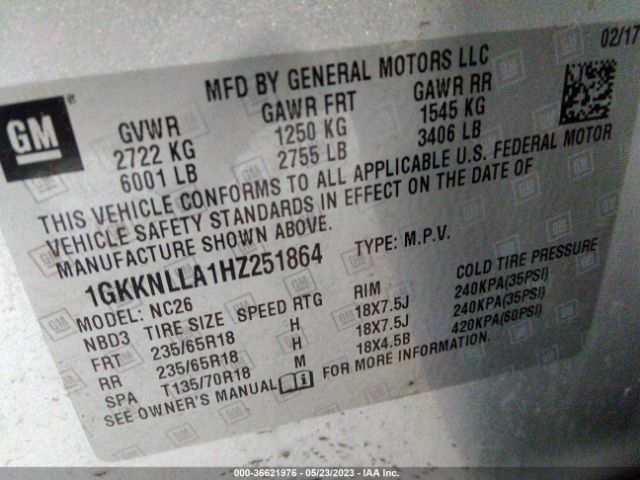 02/17
MFD BY GENERAL MOTORS LLC
GM
GVWR GAWR FRT GAWR RR
2722 KG 1250 KG 1545 KG
6001 LB 2755 LB 3406 LB
THIS VEHICLE CONFORMS TO ALL APPLICABLE U.S. FEDERAL MOTOR
VEHICLE SAFETY STANDARDS IN EFFECT ON THE DATE OF
MANUFACTURE SHOWN ABOVE.
1GKKNLLA1HZ251864 TYPE: M.P.V.
MODEL: NC26
NBD3 TIRE SIZE SPEED RTG RIM COLD TIRE PRESSURE
FRT 235/65R18 H 18X7.5J 240KPA(35PSI)
RR 235/65R18 H 18X7.5J 240KPA(35PSI)
SPA T135/70R18 M 18X4.5B 420KPA(60PSI)
SEE OWNER'S MANUAL FOR MORE INFORMATION.
000-36621976 - 05/23/2023 - IAA Inc.